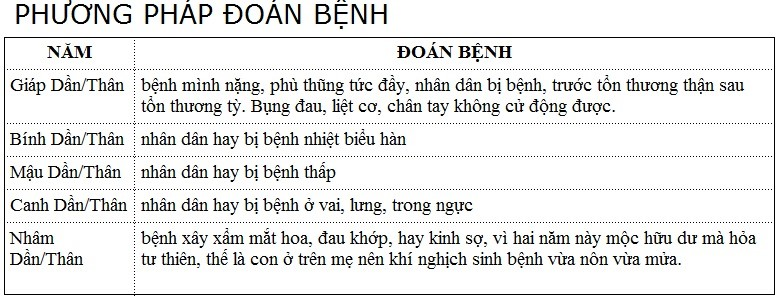 PHƯƠNG PHÁP ĐOÁN BỆNH
NĂM ĐOÁN BỆNH
Giáp Dần/Thân bệnh mình nặng, phù thũng tức đầy, nhân dân bị bệnh, trước tổn thương thận sau
tổn thương tỳ. Bụng đau, liệt cơ, chân tay không cử động được.
Bính Dần/Thân nhân dân hay bị bệnh nhiệt biểu hàn
Mậu Dần/Thân nhân dân hay bị bệnh thấp
Canh Dần/Thân nhân dân hay bị bệnh ở vai, lưng, trong ngực
Nhâm bệnh xây xẩm mắt hoa, đau khớp, hay kinh sợ, vì hai năm này mộc hữu dư mà hỏa
Dần/Thân tư thiên, thế là con ở trên mẹ nên khí nghịch sinh bệnh vừa nôn vừa mửa.